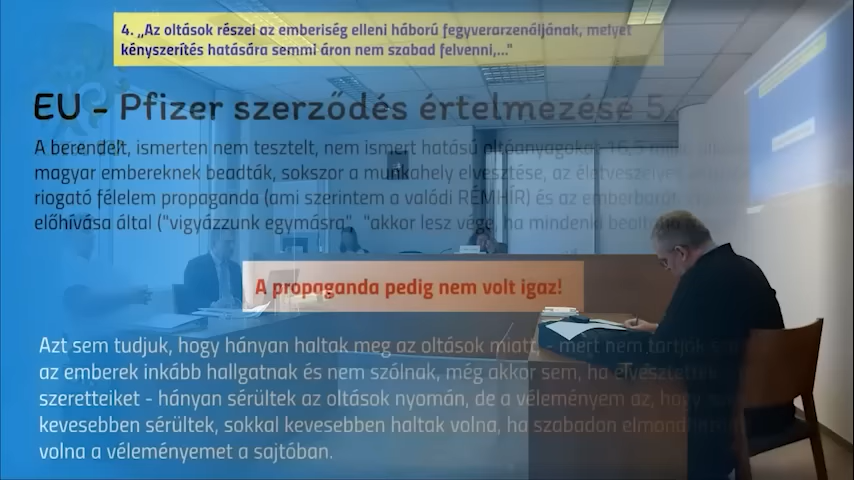 4. „Az oltások részei az emberiség elleni háború fegyverarzenáljának, melyet
kényszerítés hatására semmi áron nem szabad felvenni,..."
EU - Pfizer szerződés értelmezése 5.
A berendelt, ismerten nem tesztelt, nem ismert hatású oltóanyagokat 16,5
magyar embereknek beadták, sokszor a munkahely elvesztése, az életveszélyes
riogató félelem propaganda (ami szerintem a valódi RÉMHÍR) és az
előhívása által ("vigyázzunk egymásra", "akkor lesz vége, ha mindenki
A propaganda pedig nem volt igaz!
Azt sem tudjuk, hogy hányan haltak meg az oltások miatt - mert nem tartják
az emberek inkább hallgatnak és nem szólnak, még akkor sem, ha elvesztették
szeretteiket - hányan sérültek az oltások nyomán, de a véleményem az, hogy
kevesebben sérültek, sokkal kevesebben haltak volna, ha szabadon
volna a véleményemet a sajtóban.